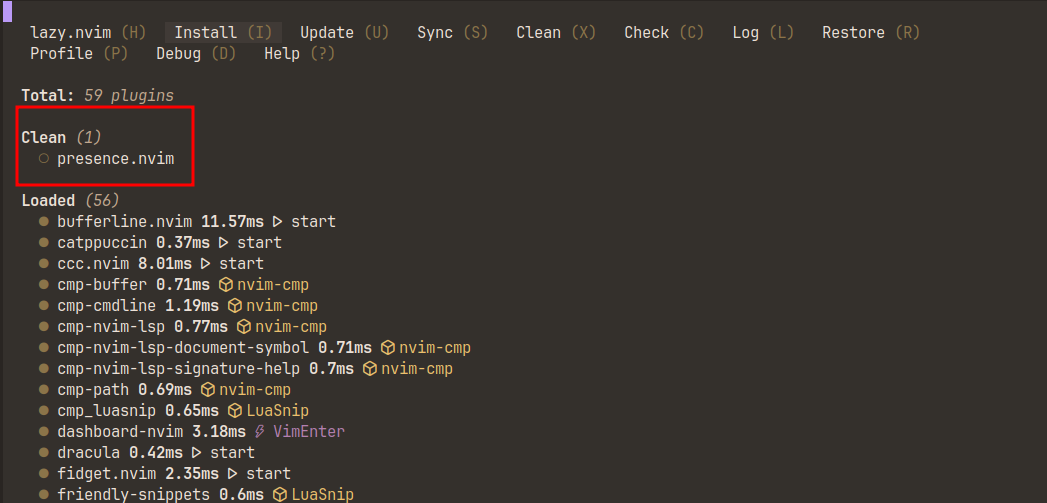 lazy.nvim (H) Install (I) Update (U) Sync (S) Clean (X) Check (C) Log (L) Restore (R)
Profile (P) Debug (D) Help (?)
Total: 59 plugins
Clean (1)
presence.nvim
Loaded (56)
bufferline.nvim 11.57ms start
catppuccin 0.37ms start
ccc.nvim 8.01ms start
cmp-buffer 0.71ms nvim-cmp
cmp-cmdline 1.19ms nvim-cmp
cmp-nvim-lsp 0.77ms nvim-cmp
cmp-nvim-lsp-document-symbol 0.71ms nvim-cmp
cmp-nvim-lsp-signature-help 0.7ms nvim-cmp
cmp-path 0.69ms nvim-cmp
cmp_luasnip 0.65ms LuaSnip
dashboard-nvim 3.18ms VimEnter
dracula 0.42ms start
fidget.nvim 2.35ms start
friendly-snippets 0.6ms LuaSnip